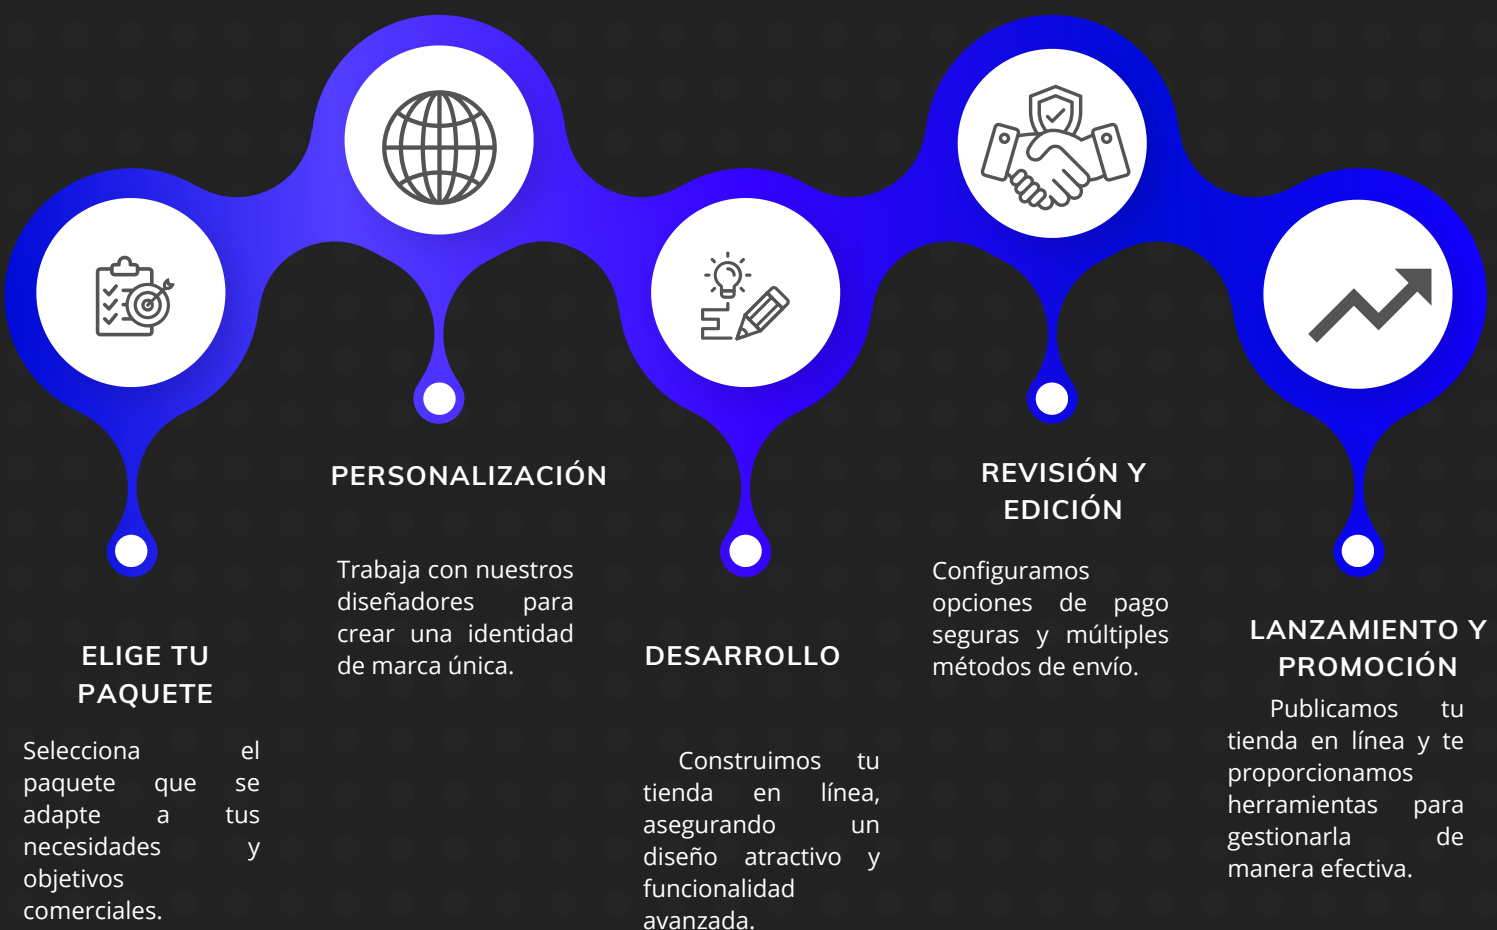 ELIGE TU
PAQUETE
Selecciona el
paquete que se
adapte a tus
necesidades y
objetivos
comerciales.
PERSONALIZACIÓN
Trabaja con nuestros
diseñadores para
crear una identidad
de marca única.
DESARROLLO
Construimos tu
tienda en línea,
asegurando un
diseño atractivo y
funcionalidad
avanzada.
REVISIÓN Y
EDICIÓN
Configuramos
opciones de pago
seguras y múltiples
métodos de envío.
LANZAMIENTO Y
PROMOCIÓN
Publicamos tu
tienda en línea y te
proporcionamos
herramientas para
gestionarla de
manera efectiva.